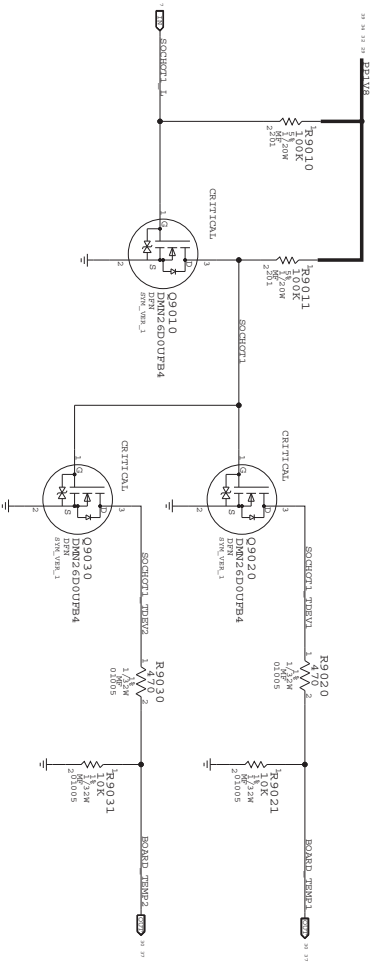 PP1V8
SOCHOT1_L
R9010
100K
5%
1/20W
MF
201
R9011
100K
5%
1/20W
MF
201
CRITICAL
Q9010
DMN26D0UFB4
DFN
SYM_VER_1
SOCHOT1
CRITICAL
Q9020
DMN26D0UFB4
DFN
SYM_VER_1
CRITICAL
Q9030
DMN26D0UFB4
DFN
SYM_VER_1
SOCHOT1_TDEV1
SOCHOT1_TDEV2
R9020
470
1%
1/32W
MF
01005
R9030
470
1%
1/32W
MF
01005
R9021
10K
1%
1/32W
MF
01005
R9031
10K
1%
1/32W
MF
01005
BOARD_TEMP1
BOARD_TEMP2